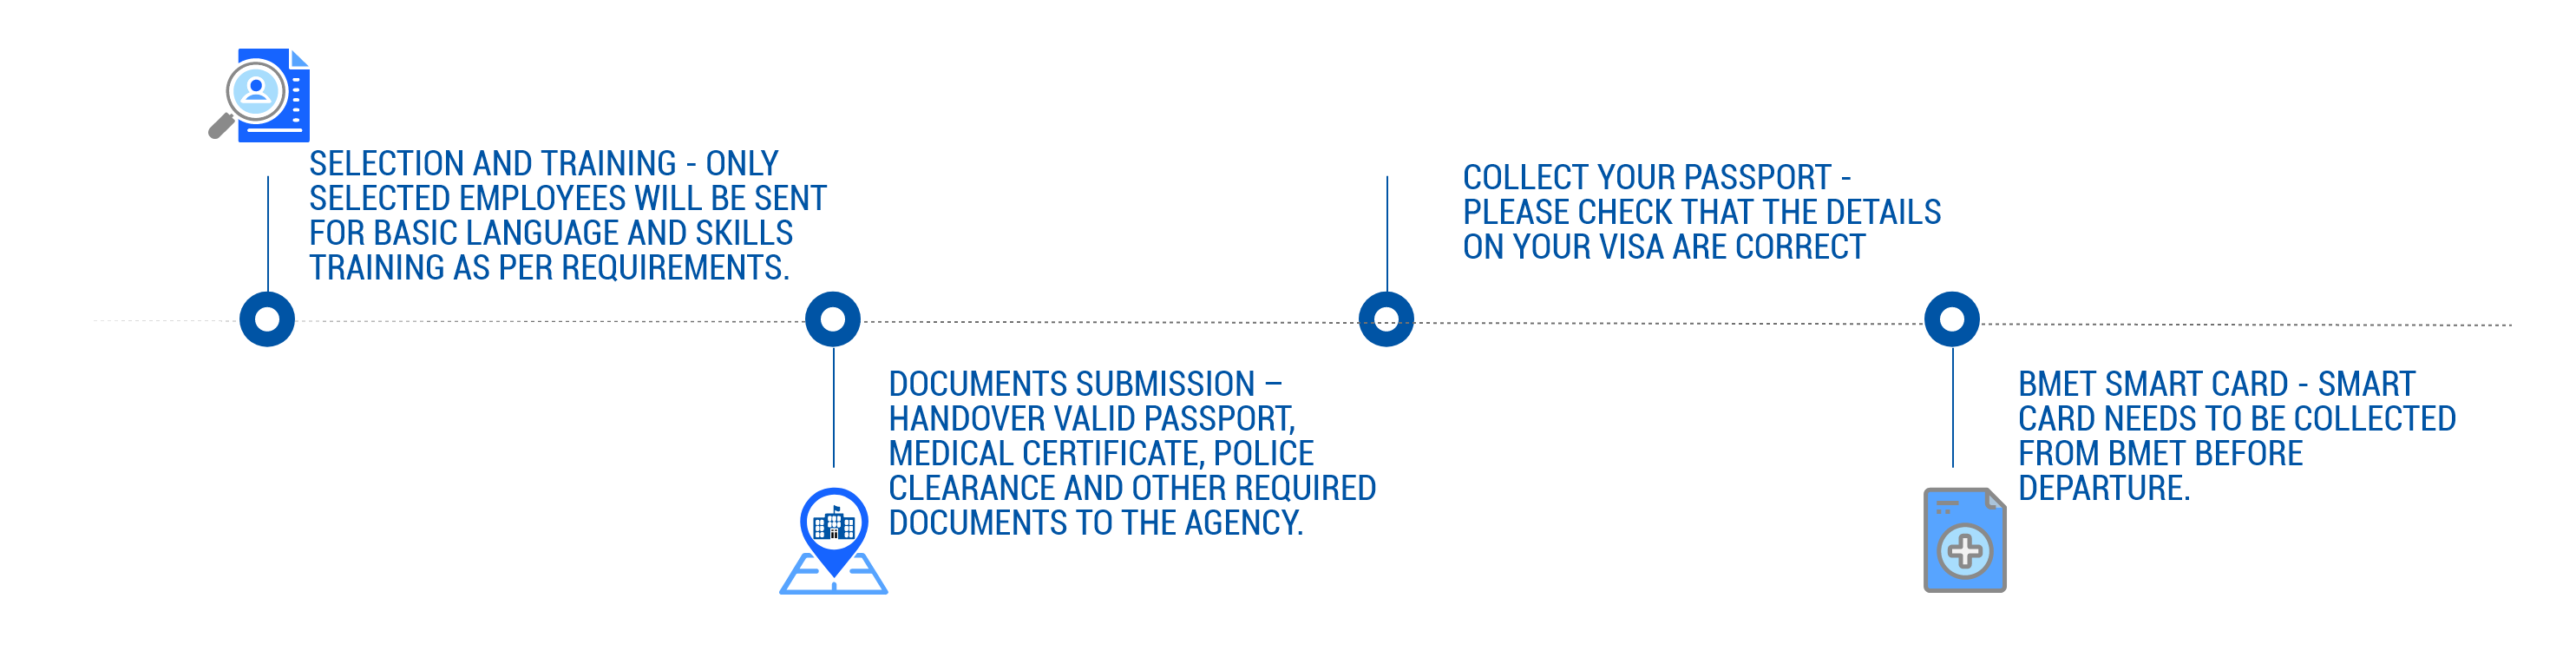 SELECTION AND TRAINING - ONLY
SELECTED EMPLOYEES WILL BE SENT
FOR BASIC LANGUAGE AND SKILLS
TRAINING AS PER REQUIREMENTS.
DOCUMENTS SUBMISSION –
HANDOVER VALID PASSPORT,
MEDICAL CERTIFICATE, POLICE
CLEARANCE AND OTHER REQUIRED
DOCUMENTS TO THE AGENCY.
COLLECT YOUR PASSPORT -
PLEASE CHECK THAT THE DETAILS
ON YOUR VISA ARE CORRECT
BMET SMART CARD - SMART
CARD NEEDS TO BE COLLECTED
FROM BMET BEFORE
DEPARTURE.